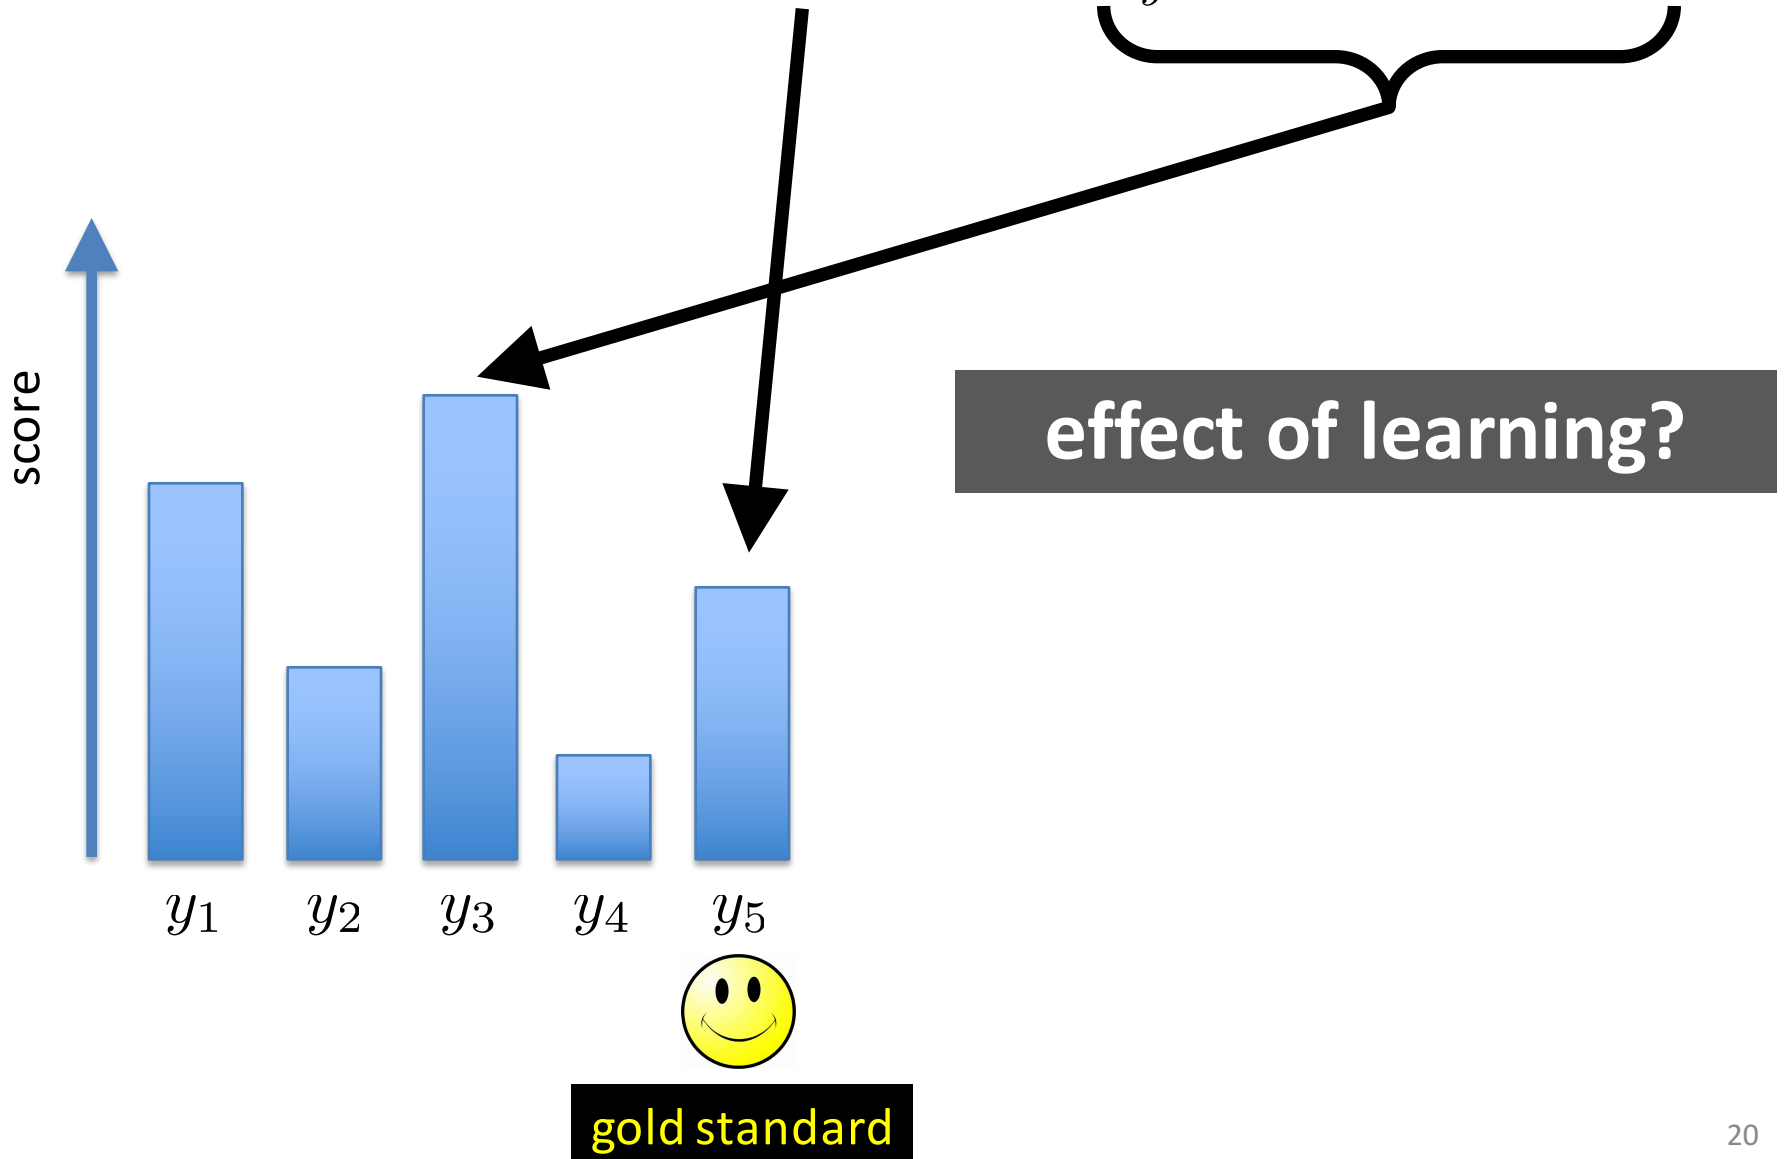 score
effect of learning?
y1 y2 y3 y4 y5
gold standard
20